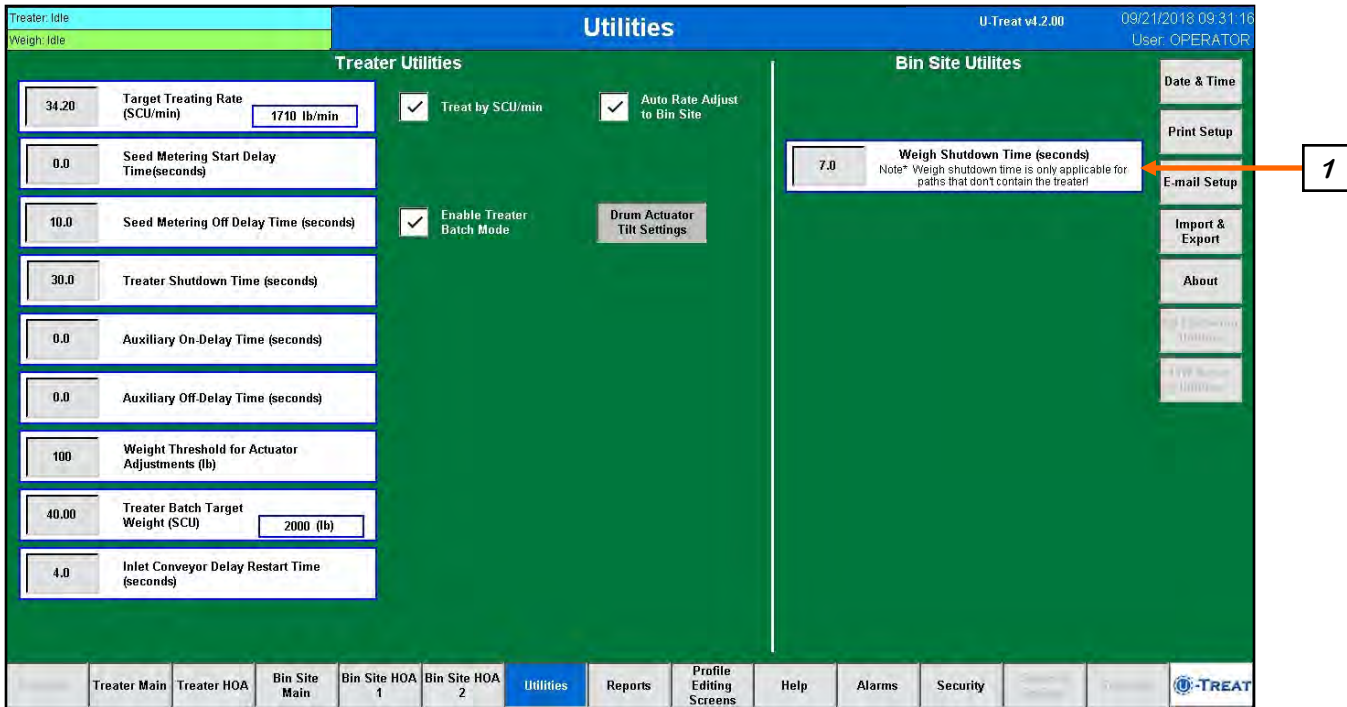 Treater: Idle
Weigh: Idle
Utilities
U-Treat v4.2.00
09/21/2018 09:31:16
User: OPERATOR
Treater Utilities
34.20
Target Treating Rate
(SCU/min)
1710 lb/min
0.0
Seed Metering Start Delay
Time(seconds)
10.0
Seed Metering Off Delay Time (seconds)
30.0
Treater Shutdown Time (seconds)
0.0
Auxiliary On-Delay Time (seconds)
0.0
Auxiliary Off-Delay Time (seconds)
100
Weight Threshold for Actuator
Adjustments (lb)
40.00
Treater Batch Target
Weight (SCU)
2000 (lb)
4.0
Inlet Conveyor Delay Restart Time
(seconds)
Treat by SCU/min
Auto Rate Adjust
to Bin Site
Enable Treater
Batch Mode
Drum Actuator
Tilt Settings
Bin Site Utilites
7.0
Weigh Shutdown Time (seconds)
Note* Weigh shutdown time is only applicable for
paths that don't contain the treater!
1
Date & Time
Print Setup
E-mail Setup
Import &
Export
About
Treater Main
Treater HOA
Bin Site
Main
Bin Site HOA
1
Bin Site HOA
2
Utilities
Reports
Profile
Editing
Screens
Help
Alarms
Security
U-TREAT